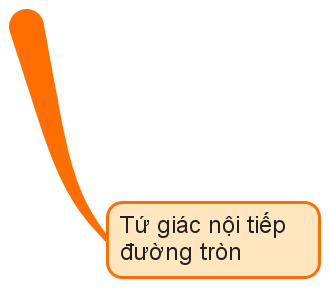 Tứ giác nội tiếp
đường tròn